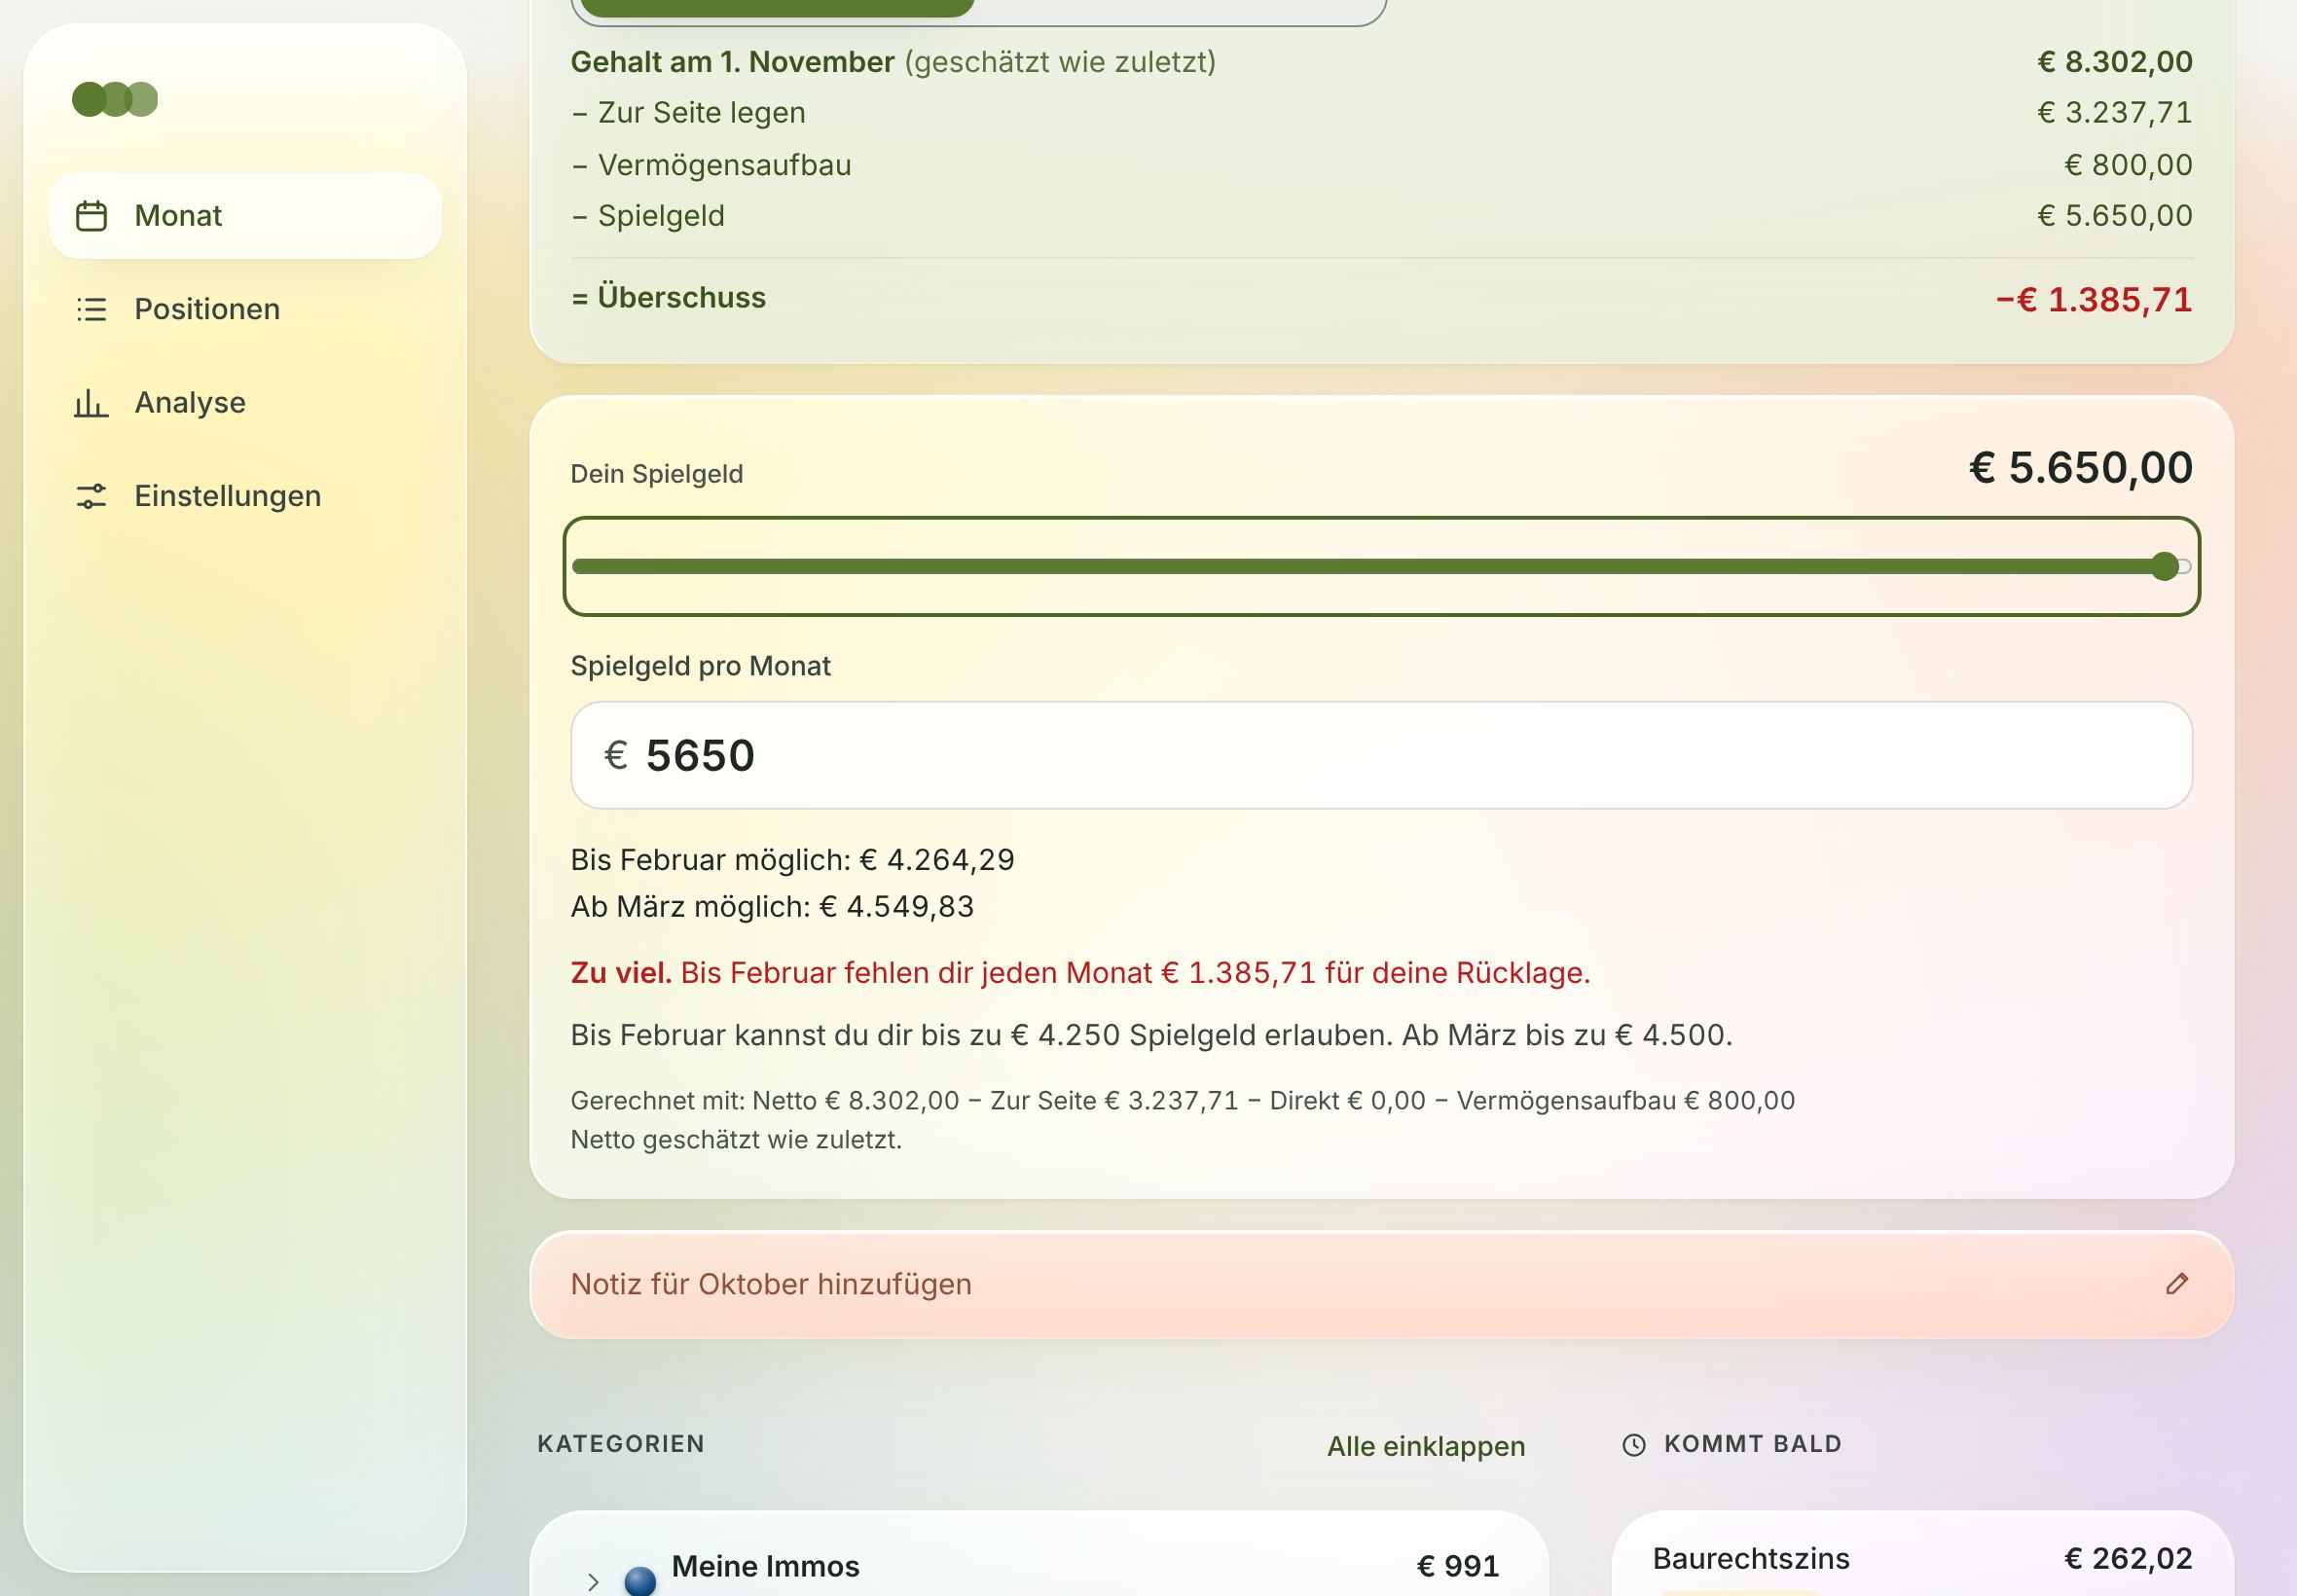 Monat
Positionen
Analyse
Einstellungen
Gehalt am 1. November (geschätzt wie zuletzt) € 8.302,00
– Zur Seite legen € 3.237,71
– Vermögensaufbau € 800,00
– Spielgeld € 5.650,00
= Überschuss –€ 1.385,71
Dein Spielgeld € 5.650,00
Spielgeld pro Monat
€ 5650
Bis Februar möglich: € 4.264,29
Ab März möglich: € 4.549,83
Zu viel. Bis Februar fehlen dir jeden Monat € 1.385,71 für deine Rücklage.
Bis Februar kannst du dir bis zu € 4.250 Spielgeld erlauben. Ab März bis zu € 4.500.
Gerechnet mit: Netto € 8.302,00 – Zur Seite € 3.237,71 – Direkt € 0,00 – Vermögensaufbau € 800,00
Netto geschätzt wie zuletzt.
Notiz für Oktober hinzufügen
KATEGORIEN Alle einklappen
KOMMT BALD
Meine Immos € 991
Baurechtszins € 262,02